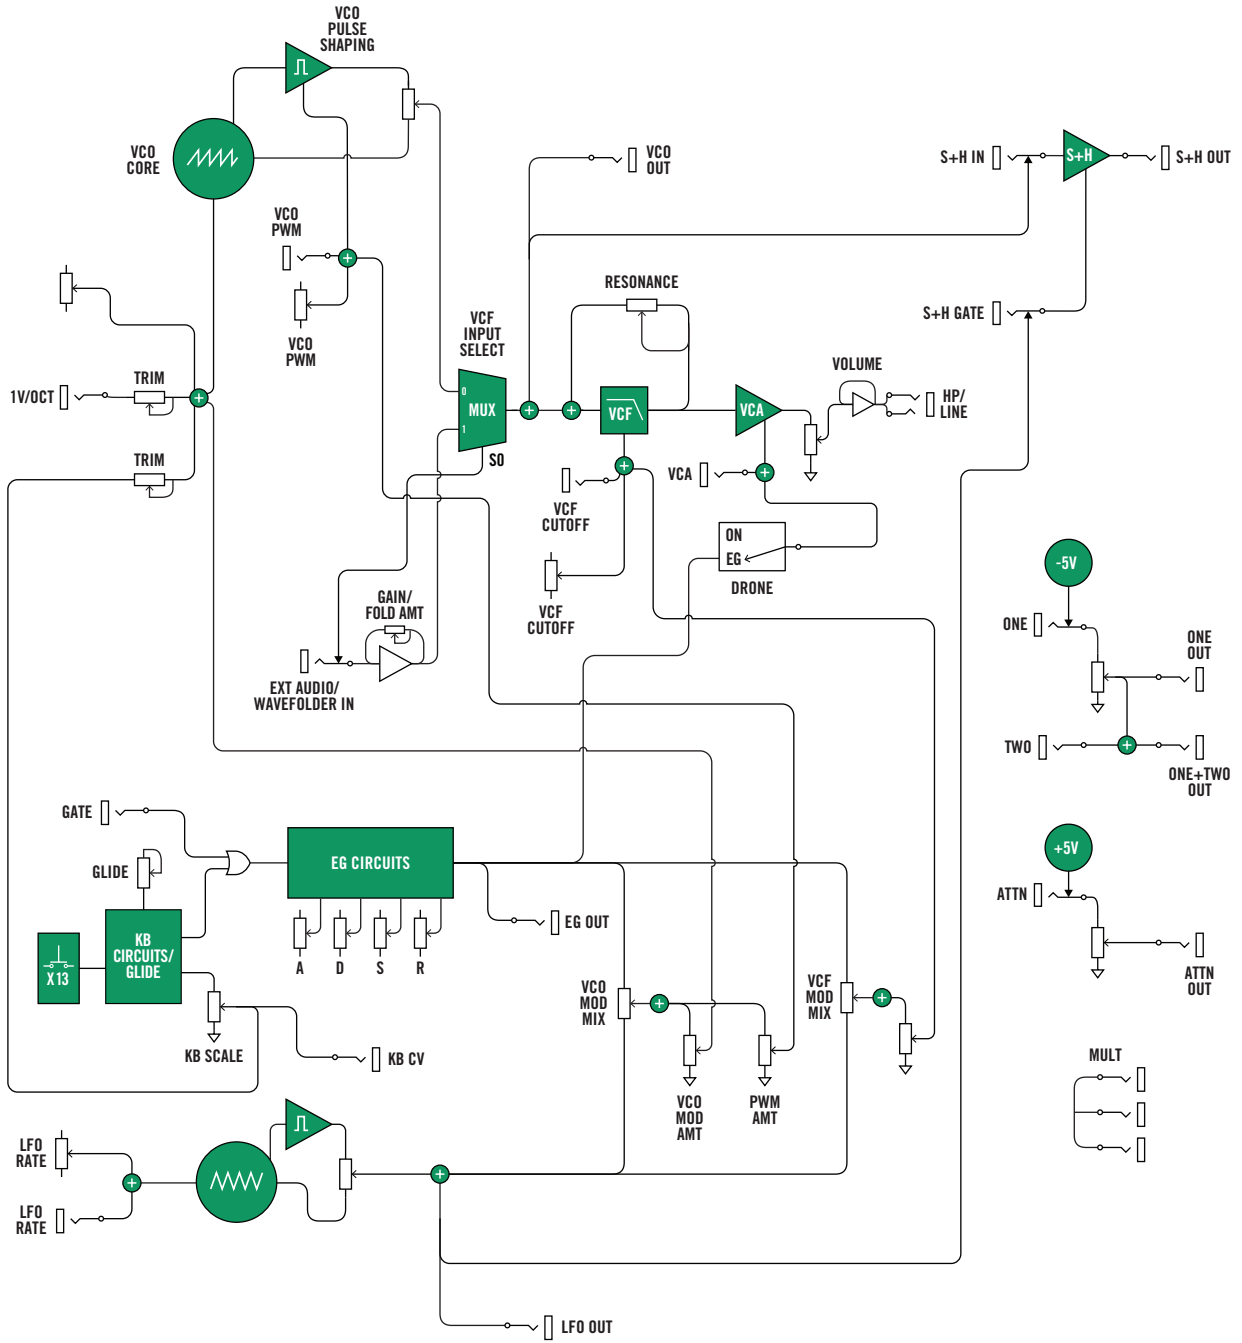 VCO
PULSE
SHAPING
VCO
CORE
VCO
OUT
S+H IN
S+H
S+H OUT
VCO
PWM
VCO
PWM
VCF
INPUT
SELECT
RESONANCE
S+H GATE
1V/OCT
TRIM
TRIM
0
MUX
1
S0
VCF
VCA
VOLUME
HP/
LINE
VCF
CUTOFF
VCA
VCF
CUTOFF
ON
EG
DRONE
GAIN/
FOLD AMT
EXT AUDIO/
WAVEFOLDER IN
-5V
ONE
ONE
OUT
TWO
ONE+TWO
OUT
GATE
EG CIRCUITS
GLIDE
KB
CIRCUITS/
GLIDE
X13
A
D
S
R
EG OUT
+5V
ATTN
ATTN
OUT
VCO
MOD
MIX
VCF
MOD
MIX
KB SCALE
KB CV
VCO
MOD
AMT
PWM
AMT
MULT
LFO
RATE
LFO
RATE
LFO OUT